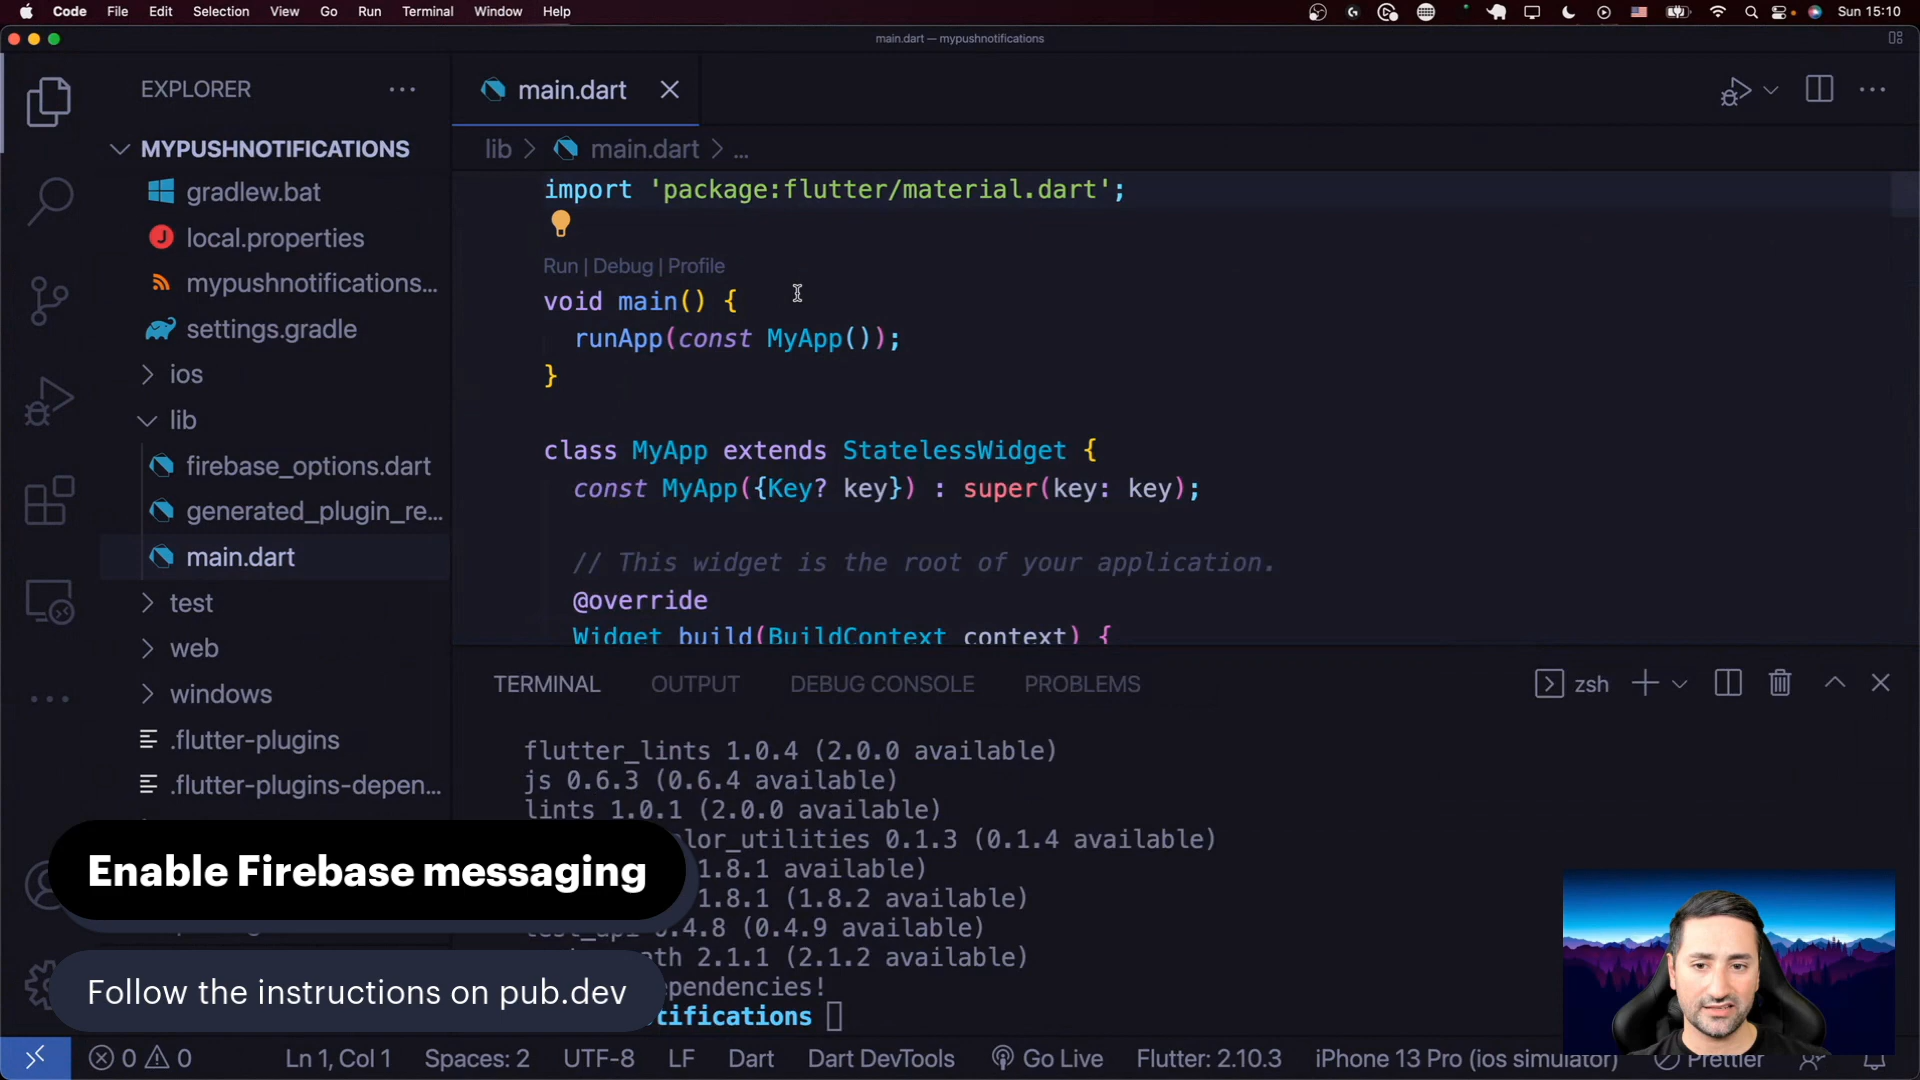 Code File Edit Selection View Go Run Terminal Window Help
Sun 15:10
main.dart — mypushnotifications
EXPLORER
MYPUSHNOTIFICATIONS
gradlew.bat
local.properties
mypushnotifications...
settings.gradle
ios
lib
firebase_options.dart
generated_plugin_re...
main.dart
test
web
windows
.flutter-plugins
.flutter-plugins-depen...
main.dart
lib > main.dart > ...
import 'package:flutter/material.dart';
Run | Debug | Profile
void main() {
runApp(const MyApp());
}
class MyApp extends StatelessWidget {
const MyApp({Key? key}) : super(key: key);
// This widget is the root of your application.
@override
Widget build(BuildContext context) {
TERMINAL OUTPUT DEBUG CONSOLE PROBLEMS
zsh
flutter_lints 1.0.4 (2.0.0 available)
js 0.6.3 (0.6.4 available)
lints 1.0.1 (2.0.0 available)
lor_utilities 0.1.3 (0.1.4 available)
1.8.1 available)
1.8.1 (1.8.2 available)
test_api 0.4.8 (0.4.9 available)
th 2.1.1 (2.1.2 available)
pendencies!
tifications
Enable Firebase messaging
Follow the instructions on pub.dev
0 0 Ln 1, Col 1 Spaces: 2 UTF-8 LF Dart Dart DevTools Go Live Flutter: 2.10.3 iPhone 13 Pro (ios simulator) Prettier